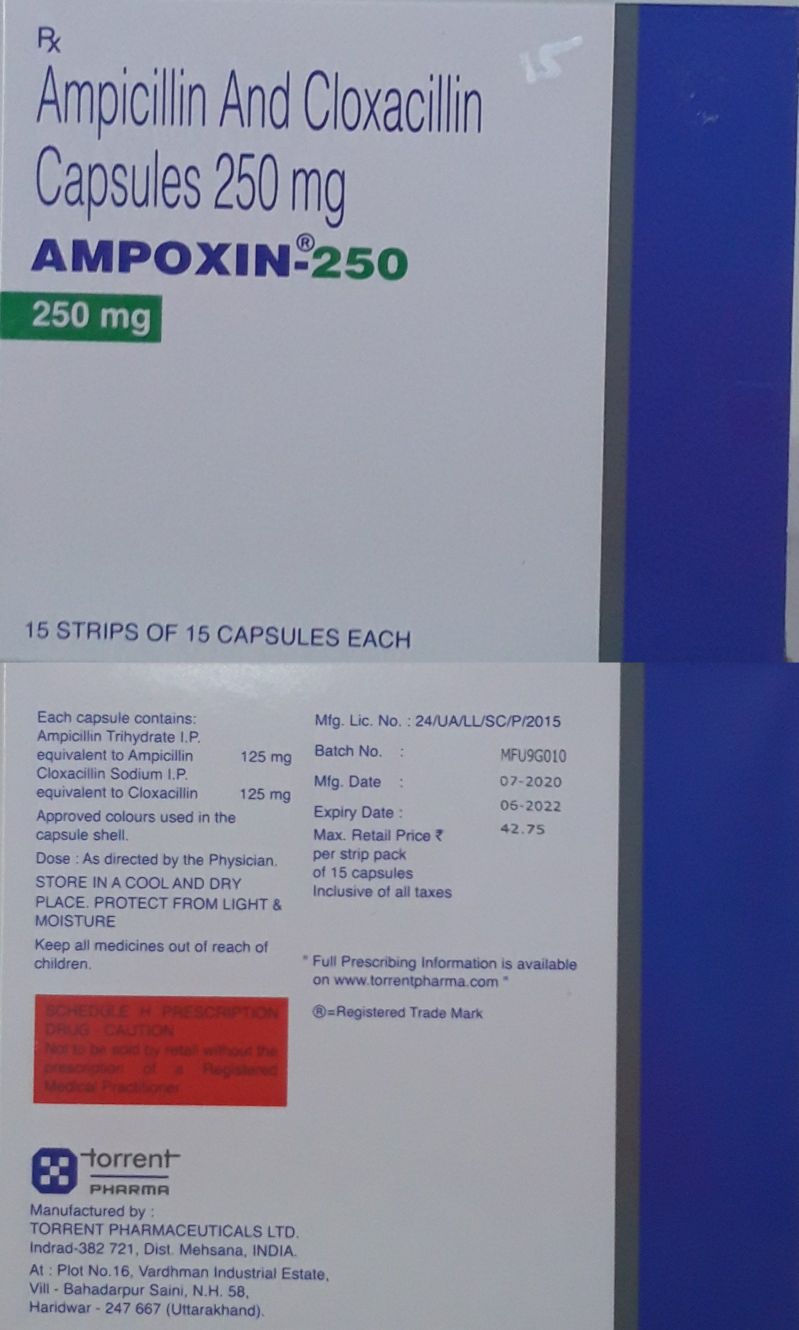 Rx
15
Ampicillin And Cloxacillin
Capsules 250 mg
AMPOXIN®-250
250 mg
15 STRIPS OF 15 CAPSULES EACH
Each capsule contains:
Ampicillin Trihydrate I.P.
equivalent to Ampicillin 125 mg
Cloxacillin Sodium I.P.
equivalent to Cloxacillin 125 mg
Approved colours used in the
capsule shell.
Dose : As directed by the Physician.
STORE IN A COOL AND DRY
PLACE. PROTECT FROM LIGHT &
MOISTURE
Keep all medicines out of reach of
children.
SCHEDULE H PRESCRIPTION
DRUG - CAUTION
Not to be sold by retail without the
prescription of a Registered
Medical Practitioner
Mfg. Lic. No. : 24/UA/LL/SC/P/2015
Batch No. : MFU9G010
Mfg. Date : 07-2020
Expiry Date : 06-2022
Max. Retail Price ₹ 42.75
per strip pack
of 15 capsules
Inclusive of all taxes
" Full Prescribing Information is available
on www.torrentpharma.com "
®=Registered Trade Mark
torrent
PHARMA
Manufactured by :
TORRENT PHARMACEUTICALS LTD.
Indrad-382 721, Dist. Mehsana, INDIA.
At : Plot No.16, Vardhman Industrial Estate,
Vill - Bahadarpur Saini, N.H. 58,
Haridwar - 247 667 (Uttarakhand).